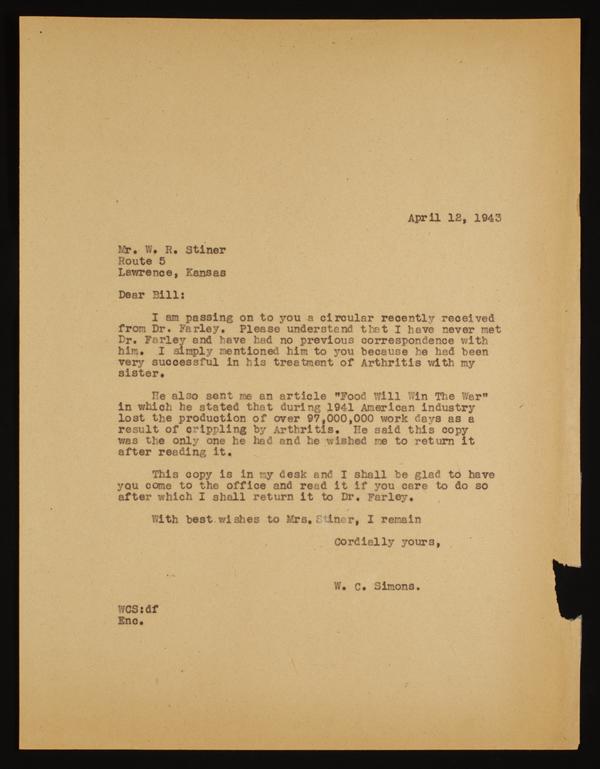 April 12, 1943
Mr. W. R. Stiner
Route 5
Lawrence, Kansas
Dear Bill:
I am passing on to you a circular recently received
from Dr. Farley. Please understand that I have never met
Dr. Farley and have had no previous correspondence with
him. I simply mentioned him to you because he had been
very successful in his treatment of Arthritis with my
sister.
He also sent me an article "Food Will Win The War"
in which he stated that during 1941 American industry
lost the production of over 97,000,000 work days as a
result of crippling by Arthritis. He said this copy
was the only one he had and he wished me to return it
after reading it.
This copy is in my desk and I shall be glad to have
you come to the office and read it if you care to do so
after which I shall return it to Dr. Farley.
With best wishes to Mrs. Stiner, I remain
Cordially yours,
W. C. Simons.
WCS:df
Enc.